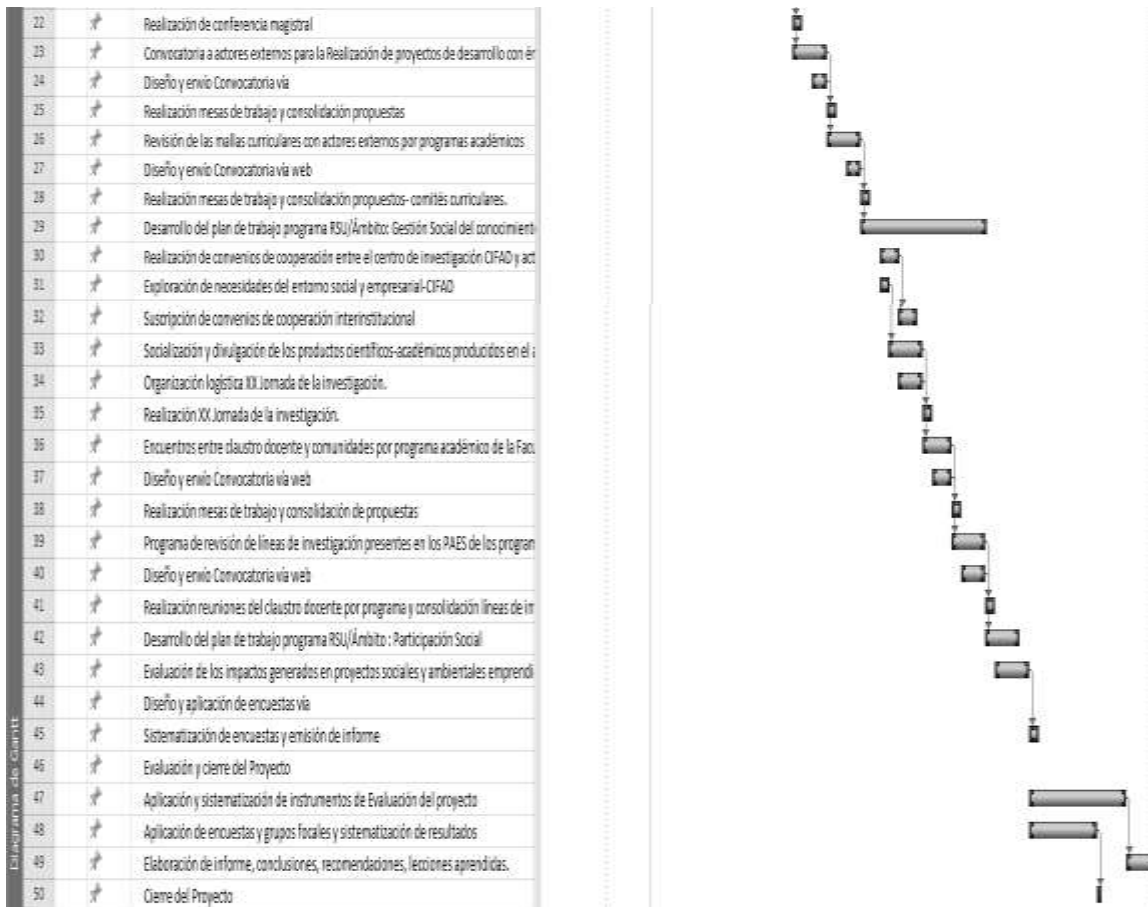 22 Realización de conferencia magistral
23 Convocatoria a actores externos para la Realización de proyectos de desarrollo con én
24 Diseño y envio Convocatoria vía
25 Realización mesas de trabajo y consolidación propuestas
26 Revisión de las mallas curriculares con actores externos por programas académicos
27 Diseño y envio Convocatoria vía web
28 Realización mesas de trabajo y consolidación propuestos- comités curriculares.
29 Desarrollo del plan de trabajo programa RSU/Ámbito: Gestión Social del conocimiento
30 Realización de convenios de cooperación entre el centro de investigación CIFAD y act
31 Exploración de necesidades del entorno social y empresarial-CIFAD
32 Suscripción de convenios de cooperación interinstitucional
33 Socialización y divulgación de los productos científicos-académicos producidos en el a
34 Organización logística XX Jornada de la investigación.
35 Realización XX Jornada de la investigación.
36 Encuentros entre claustro docente y comunidades por programa académico de la Facu
37 Diseño y envio Convocatoria vía web
38 Realización mesas de trabajo y consolidación de propuestas
39 Programa de revisión de líneas de investigación presentes en los PAES de los program
40 Diseño y envio Convocatoria vía web
41 Realización reuniones del claustro docente por programa y consolidación líneas de in
42 Desarrollo del plan de trabajo programa RSU/Ámbito : Participación Social
43 Evaluación de los impactos generados en proyectos sociales y ambientales emprendi
44 Diseño y aplicación de encuestas vía
45 Sistematización de encuestas y emisión de informe
46 Evaluación y cierre del Proyecto
47 Aplicación y sistematización de instrumentos de Evaluación del proyecto
48 Aplicación de encuestas y grupos focales y sistematización de resultados
49 Elaboración de informe, conclusiones, recomendaciones, lecciones aprendidas.
50 Cierre del Proyecto
Diagrama de Gantt